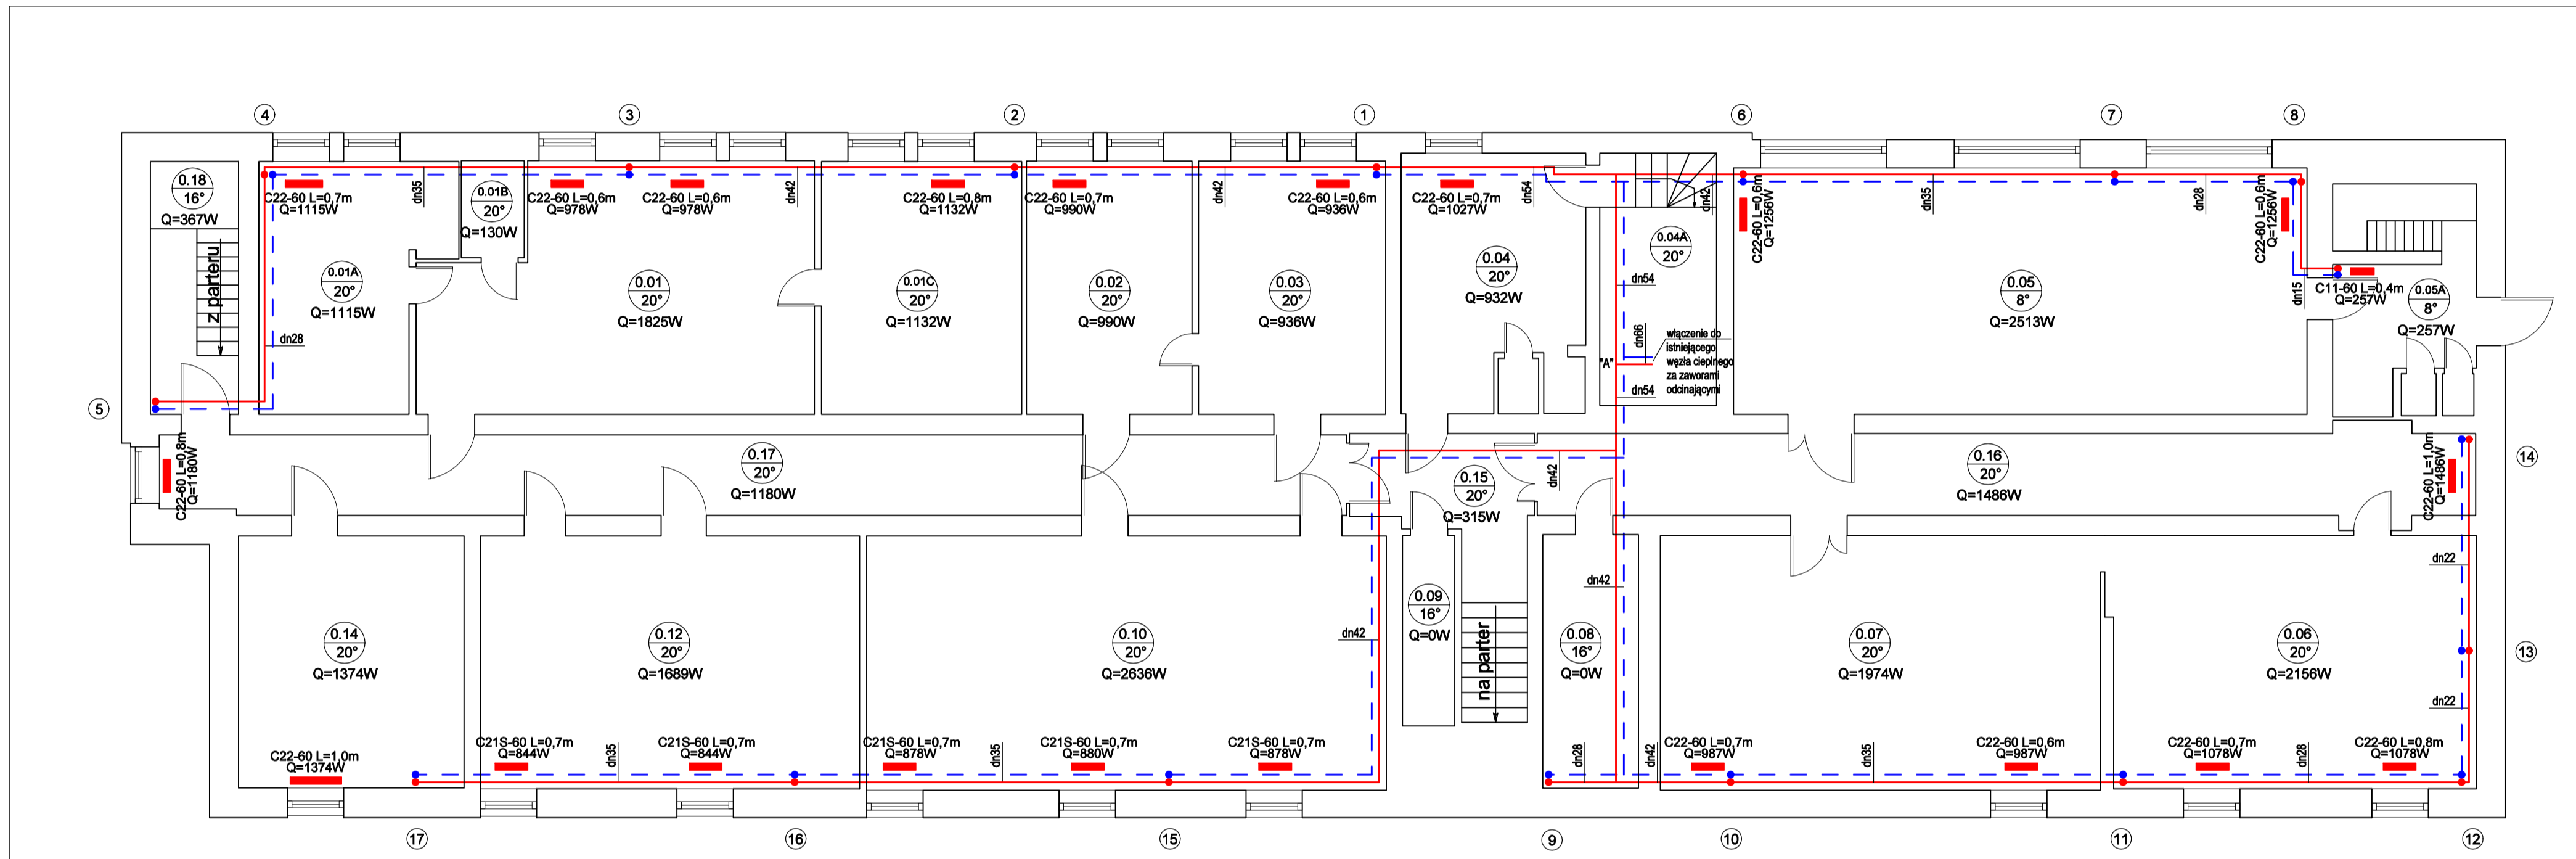 4
3
2
1
6
7
8
0.18
16°
Q=367W
z parteru
C22-60 L=0,7m
Q=1115W
dn35
0.01B
20°
Q=130W
C22-60 L=0,6m
Q=978W
C22-60 L=0,6m
Q=978W
dn42
C22-60 L=0,8m
Q=1132W
C22-60 L=0,7m
Q=990W
dn42
C22-60 L=0,6m
Q=936W
C22-60 L=0,7m
Q=1027W
dn54
dn42
C22-60 L=0,6m
Q=1256W
dn35
dn28
C22-60 L=0,6m
Q=1256W
0.01A
20°
Q=1115W
0.01
20°
Q=1825W
0.01C
20°
Q=1132W
0.02
20°
Q=990W
0.03
20°
Q=936W
0.04
20°
Q=932W
0.04A
20°
dn54
dn66
"A"
włączenie do
istniejącego
węzła cieplnego
za zaworami
odcinającymi
dn54
0.05
8°
Q=2513W
dn15
C11-60 L=0,4m
Q=257W
0.05A
8°
Q=257W
dn28
5
C22-60 L=0,8m
Q=1180W
0.17
20°
Q=1180W
0.15
20°
Q=315W
dn42
0.16
20°
Q=1486W
C22-60 L=1,0m
Q=1486W
14
dn22
dn42
0.14
20°
Q=1374W
0.12
20°
Q=1689W
0.10
20°
Q=2636W
dn42
0.09
16°
Q=0W
na parter
0.08
16°
Q=0W
0.07
20°
Q=1974W
0.06
20°
Q=2156W
13
dn22
C22-60 L=1,0m
Q=1374W
C21S-60 L=0,7m
Q=844W
dn35
C21S-60 L=0,7m
Q=844W
C21S-60 L=0,7m
Q=878W
dn35
C21S-60 L=0,7m
Q=880W
C21S-60 L=0,7m
Q=878W
dn28
dn42
C22-60 L=0,7m
Q=987W
dn35
C22-60 L=0,6m
Q=987W
C22-60 L=0,7m
Q=1078W
dn28
C22-60 L=0,8m
Q=1078W
17
16
15
9
10
11
12